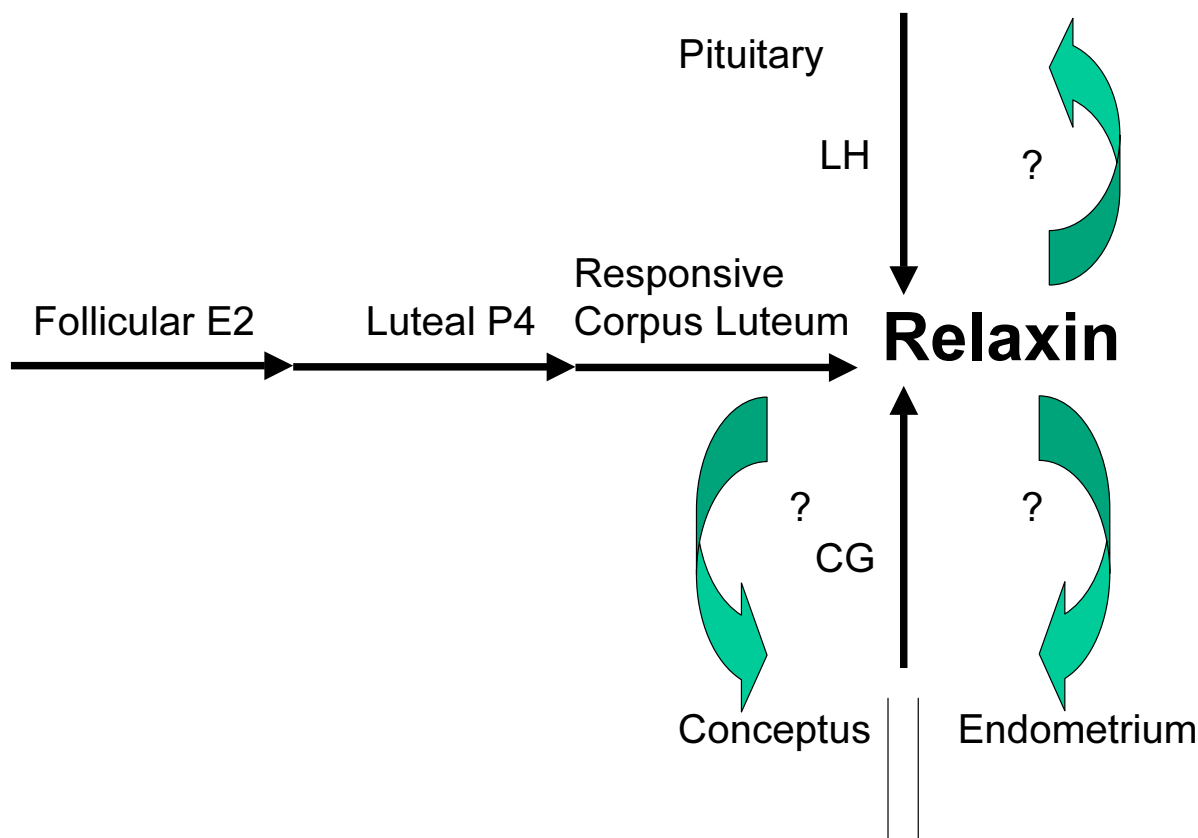 Pituitary
LH
?
Responsive
Follicular E2
Luteal P4
Corpus Luteum
Relaxin
?
?
CG
Conceptus
Endometrium